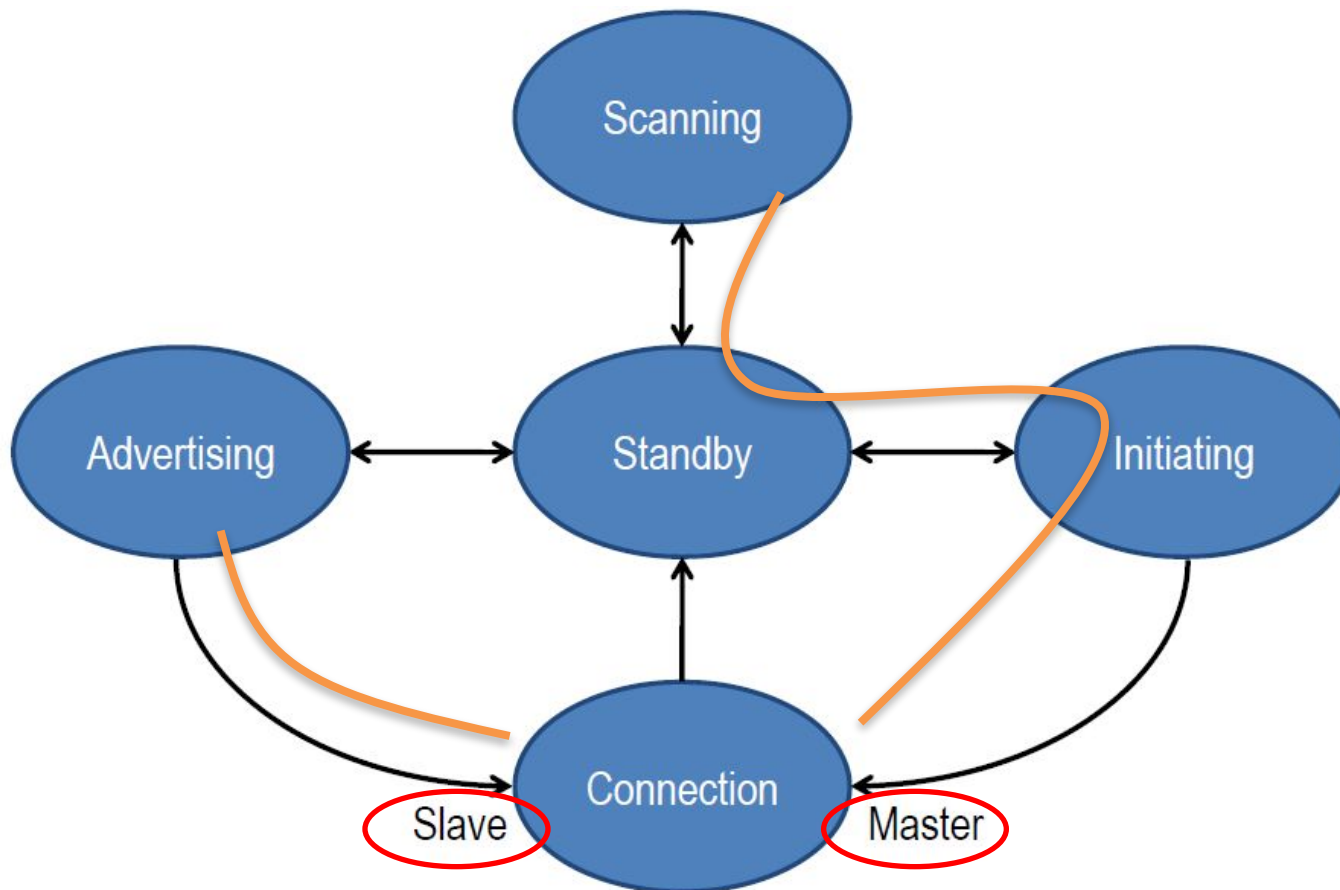 Scanning
Advertising
Standby
Initiating
Connection
Slave
Master